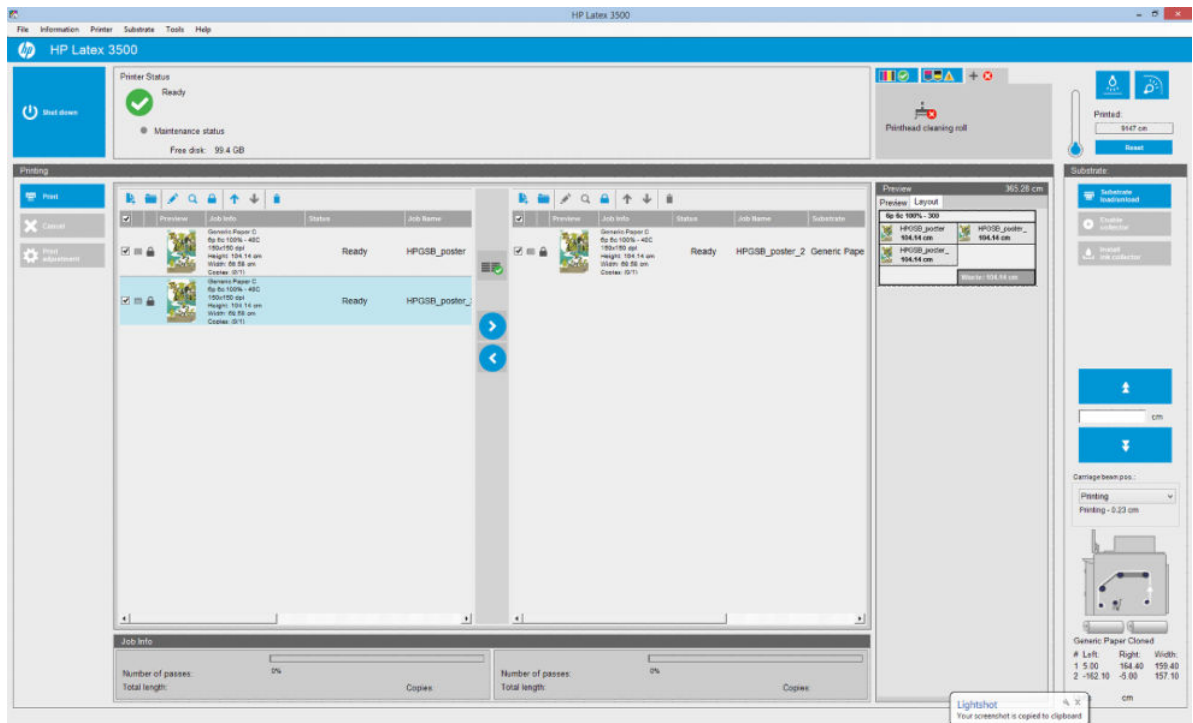 HP Latex 3500
File Information Printer Substrate Tools Help
HP Latex 3500
Shut down
Printer Status
Ready
Maintenance status
Free disk: 99.4 GB
Printhead cleaning roll
Printed:
9147 cm
Reset
Printing
Print
Cancel
Print adjustment
Preview Job Info Status Job Name
Generic Paper C
6p 6c 100% - 40C
150x150 dpi
Height: 104.14 cm
Width: 58.58 cm
Copies: (0/1)
Ready
HPGSB_poster
Generic Paper C
6p 6c 100% - 40C
150x150 dpi
Height: 104.14 cm
Width: 58.58 cm
Copies: (0/1)
Ready
Preview Job Info Status Job Name Substrate
Generic Paper C
6p 6c 100% - 40C
150x150 dpi
Height: 104.14 cm
Width: 58.58 cm
Copies: (0/1)
Ready
HPGSB_poster_2 Generic Pape
Preview 365.28 cm
Preview Layout
6p 6c 100% - 300
HPGSB_poster
104.14 cm
HPGSB_poster_
104.14 cm
HPGSB_poster_
104.14 cm
Waste: 104.14 cm
Substrate:
Substrate load/unload
Enable collector
Install ink collector
cm
Carriage beam pos.:
Printing
Printing - 0.23 cm
Generic Paper Cloned
# Left: Right: Width:
1 5.00 164.40 159.40
2 -162.10 -5.00 157.10
cm
Job Info
Number of passes: 0%
Total length: Copies:
Number of passes: 0%
Total length: Copies:
Lightshot
Your screenshot is copied to clipboard